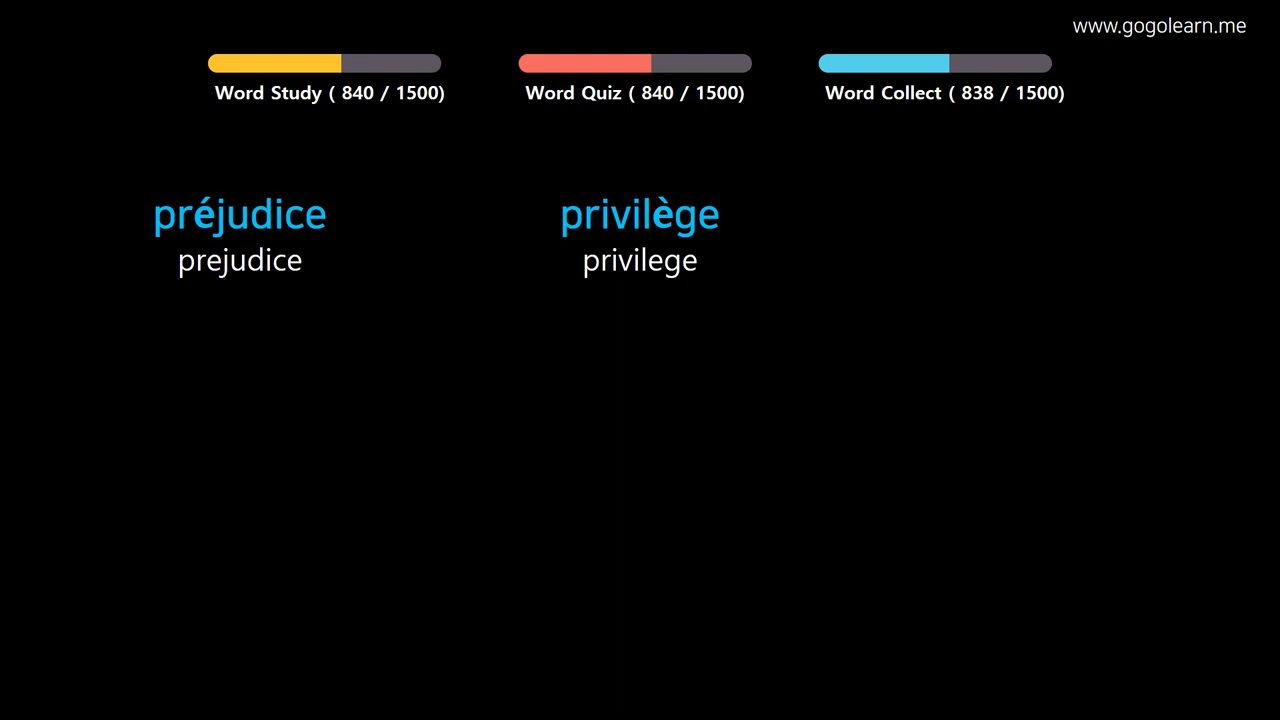 www.gogolearn.me
Word Study ( 840 / 1500)
Word Quiz ( 840 / 1500)
Word Collect ( 838 / 1500)
préjudice
prejudice
privilège
privilege